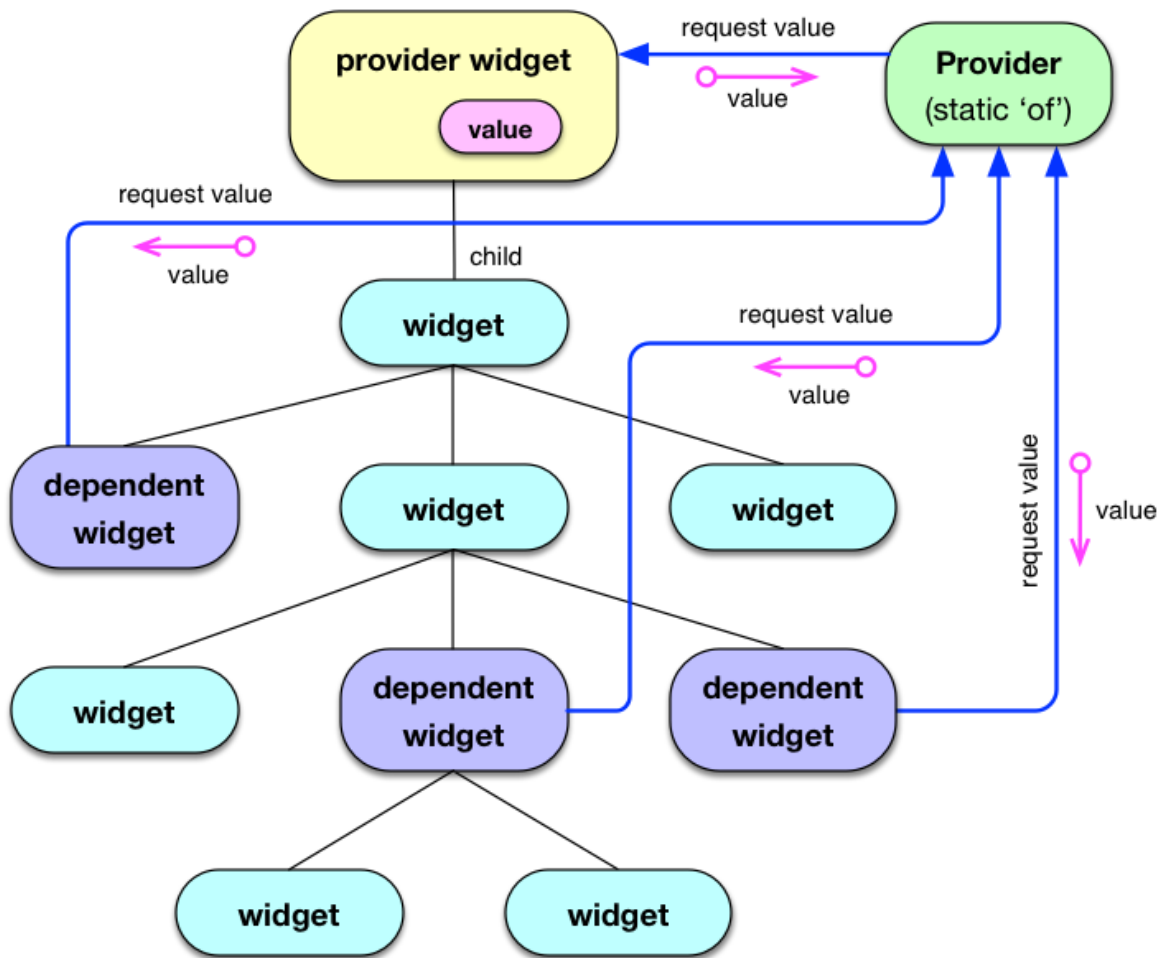 request value
provider widget
Provider
(static ‘of’)
value
value
request value
child
value
widget
request value
value
dependent
widget
widget
widget
request value
value
widget
dependent
widget
dependent
widget
widget
widget